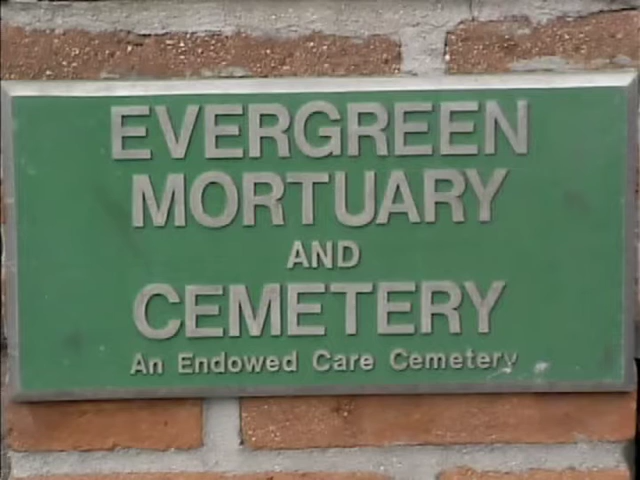 EVERGREEN
MORTUARY
AND
CEMETERY
An Endowed Care Cemetery